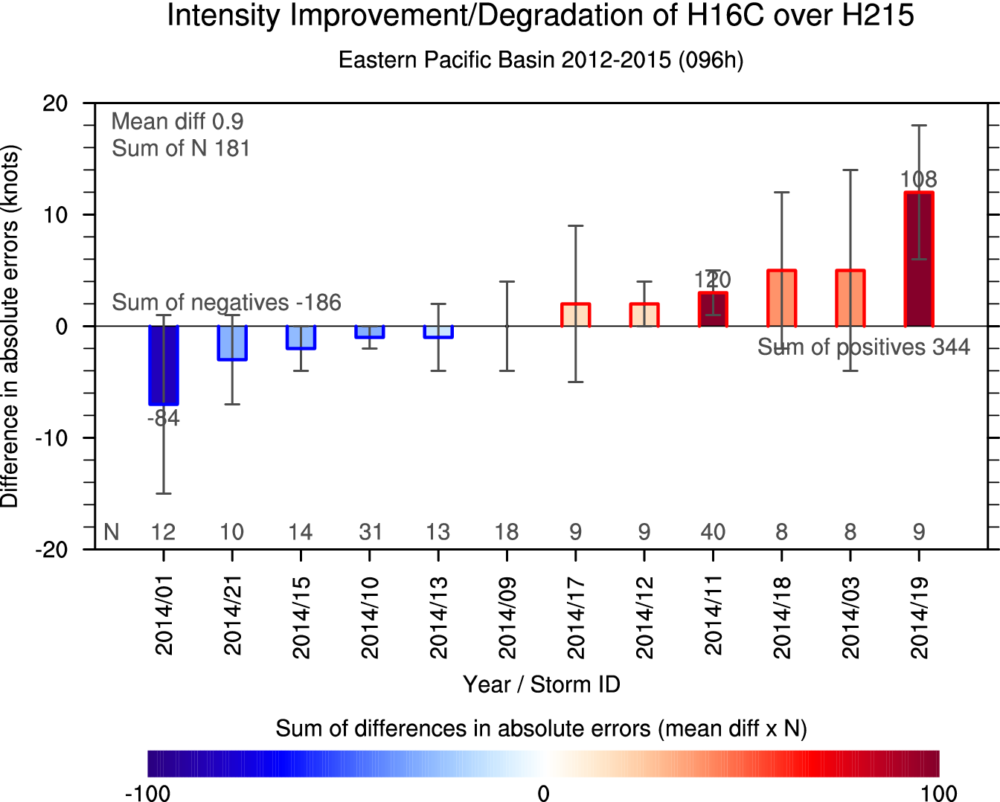 Intensity Improvement/Degradation of H16C over H215
Eastern Pacific Basin 2012-2015 (096h)
Difference in absolute errors (knots)
20
10
0
-10
-20
Mean diff 0.9
Sum of N 181
Sum of negatives -186
Sum of positives 344
-84
120
108
N 12 10 14 31 13 18 9 9 40 8 8 9
2014/01 2014/21 2014/15 2014/10 2014/13 2014/09 2014/17 2014/12 2014/11 2014/18 2014/03 2014/19
Year / Storm ID
Sum of differences in absolute errors (mean diff x N)
-100 0 100